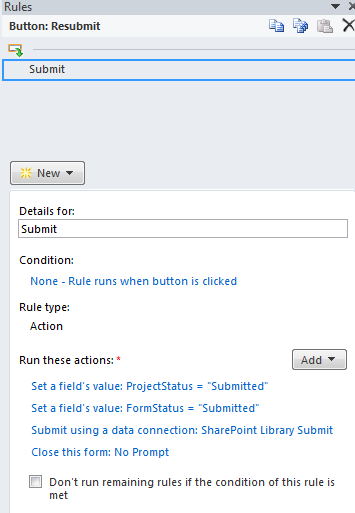 Rules
Button: Resubmit
Submit
New
Details for:
Submit
Condition:
None - Rule runs when button is clicked
Rule type:
Action
Run these actions: *
Add
Set a field's value: ProjectStatus = "Submitted"
Set a field's value: FormStatus = "Submitted"
Submit using a data connection: SharePoint Library Submit
Close this form: No Prompt
Don't run remaining rules if the condition of this rule is
met